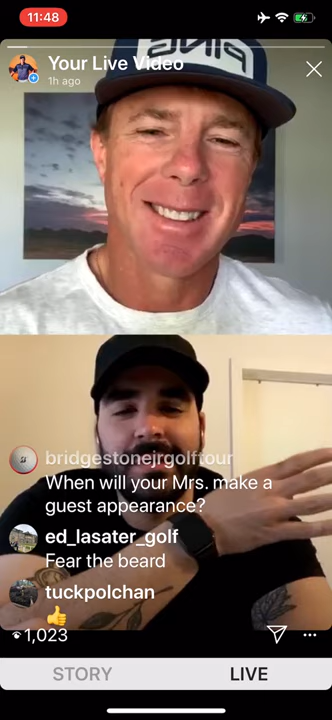 11:48
PING
Your Live Video
1h ago
bridgestonejrgolftour
When will your Mrs. make a
guest appearance?
ed_lasater_golf
Fear the beard
tuckpolchan
👍
1,023
STORY
LIVE